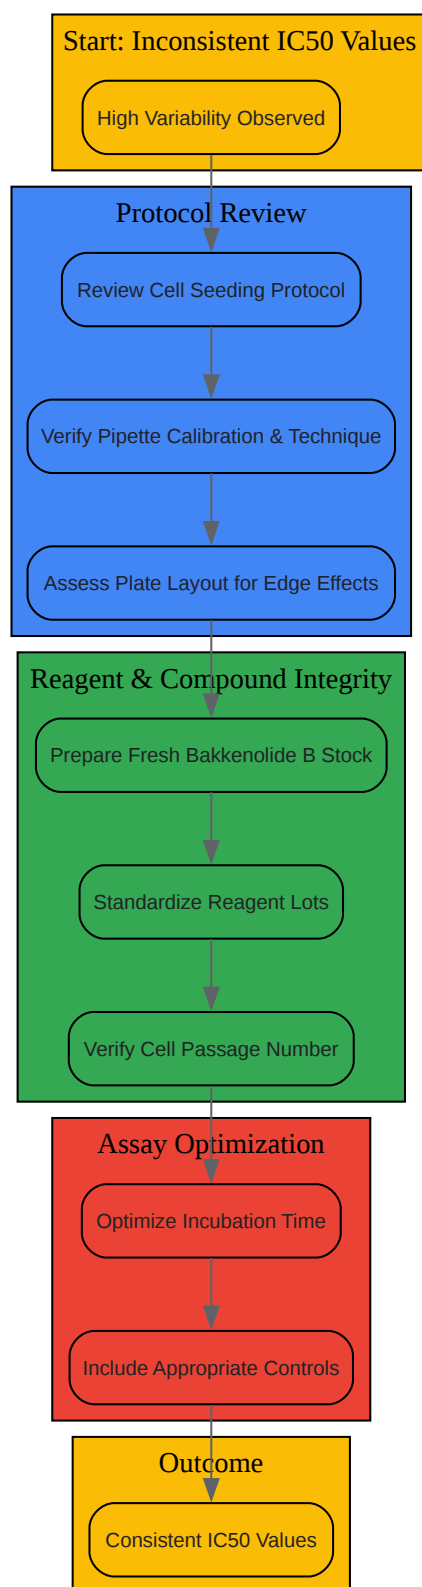 Start: Inconsistent IC50 Values
High Variability Observed
Protocol Review
Review Cell Seeding Protocol
Verify Pipette Calibration & Technique
Assess Plate Layout for Edge Effects
Reagent & Compound Integrity
Prepare Fresh Bakkenolide B Stock
Standardize Reagent Lots
Verify Cell Passage Number
Assay Optimization
Optimize Incubation Time
Include Appropriate Controls
Outcome
Consistent IC50 Values